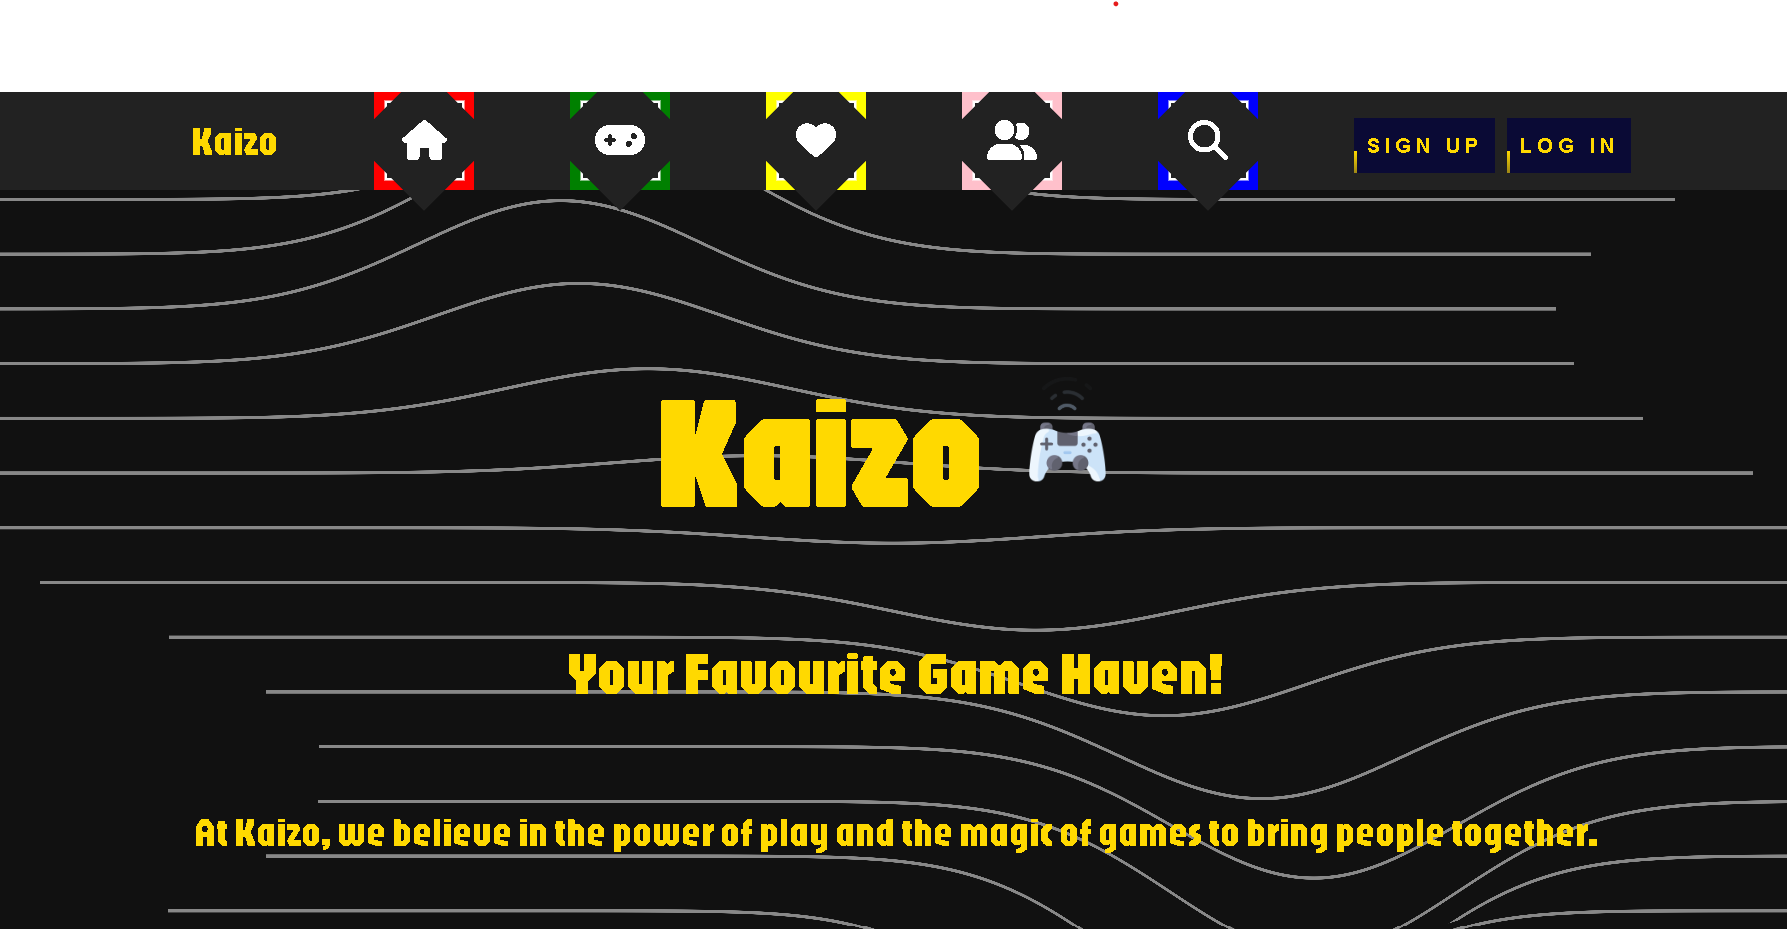 Kaizo
SIGN UP
LOG IN
Kaizo
Your Favourite Game Haven!
At Kaizo, we believe in the power of play and the magic of games to bring people together.